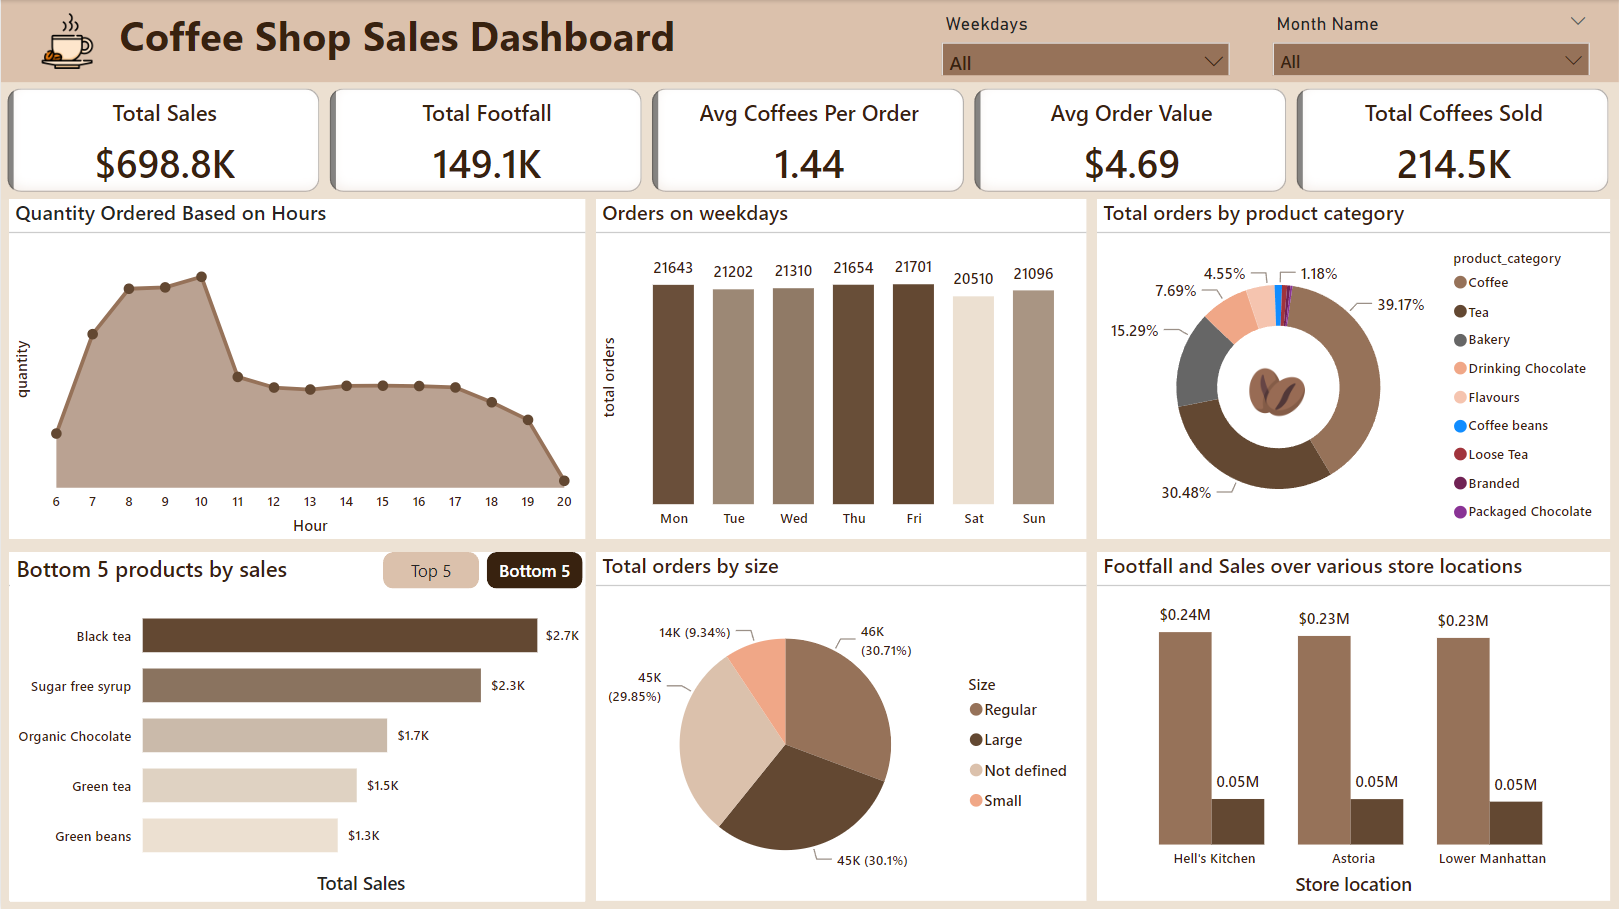 Coffee Shop Sales Dashboard
Weekdays
All
Month Name
All
Total Sales
$698.8K
Total Footfall
149.1K
Avg Coffees Per Order
1.44
Avg Order Value
$4.69
Total Coffees Sold
214.5K
Quantity Ordered Based on Hours
quantity
6 7 8 9 10 11 12 13 14 15 16 17 18 19 20
Hour
Orders on weekdays
total orders
21643 21202 21310 21654 21701 20510 21096
Mon Tue Wed Thu Fri Sat Sun
Total orders by product category
4.55%
1.18%
7.69%
39.17%
15.29%
30.48%
product_category
Coffee
Tea
Bakery
Drinking Chocolate
Flavours
Coffee beans
Loose Tea
Branded
Packaged Chocolate
Bottom 5 products by sales
Top 5
Bottom 5
Black tea $2.7K
Sugar free syrup $2.3K
Organic Chocolate $1.7K
Green tea $1.5K
Green beans $1.3K
Total Sales
Total orders by size
14K (9.34%)
46K
(30.71%)
45K
(29.85%)
45K (30.1%)
Size
Regular
Large
Not defined
Small
Footfall and Sales over various store locations
$0.24M $0.23M $0.23M
0.05M 0.05M 0.05M
Hell's Kitchen Astoria Lower Manhattan
Store location